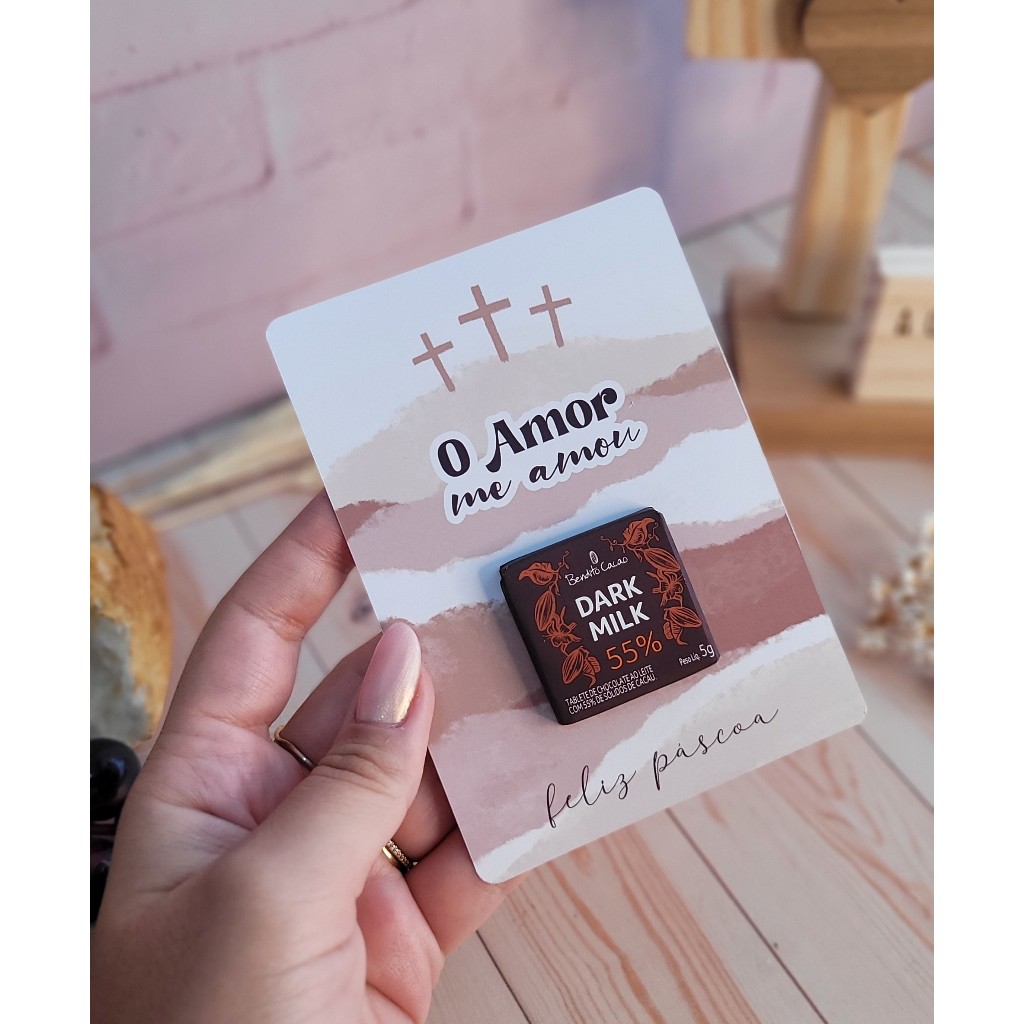 O Amor
me amou
Bendito Cacao
DARK
MILK
55%
Peso Líq. 5g
TABLETE DE CHOCOLATE AO LEITE
COM 55% DE SÓLIDOS DE CACAU
feliz páscoa